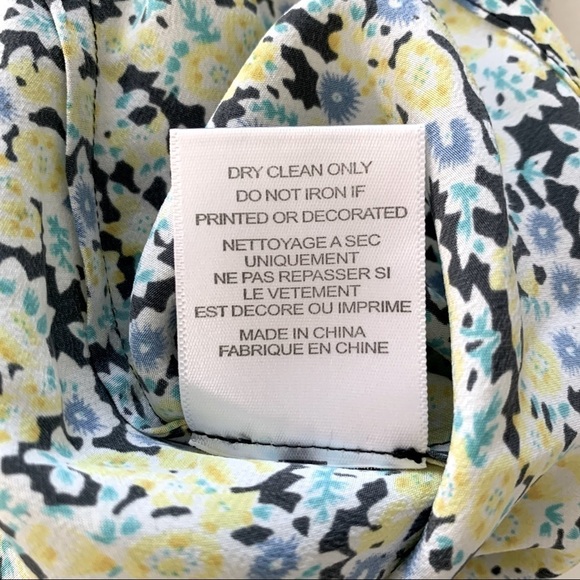 DRY CLEAN ONLY
DO NOT IRON IF
PRINTED OR DECORATED
NETTOYAGE A SEC
UNIQUEMENT
NE PAS REPASSER SI
LE VETEMENT
EST DECORE OU IMPRIME
MADE IN CHINA
FABRIQUE EN CHINE